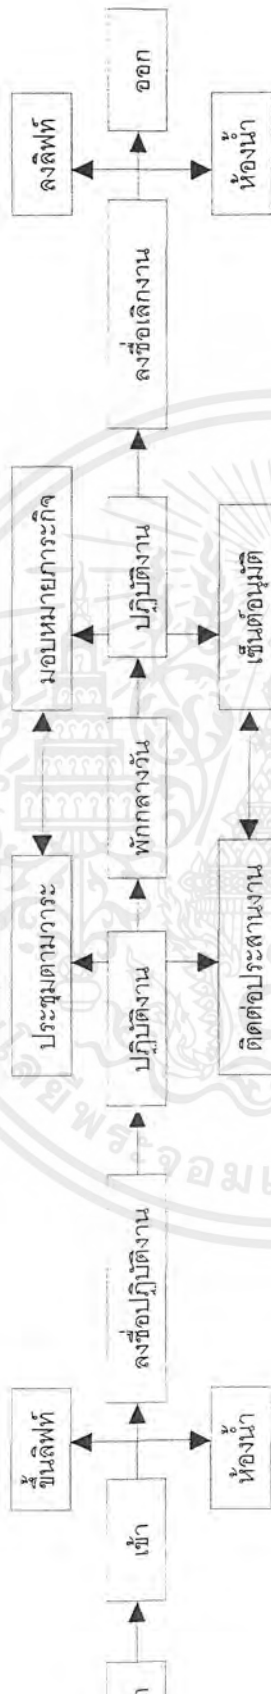 ขึ้นลิฟท์
เข้า
ห้องน้ำ
ลงชื่อปฏิบัติงาน
ประชุมตามวาระ
ปฏิบัติงาน
ติดต่อประสานงาน
พักกลางวัน
มอบหมายภาระกิจ
ปฏิบัติงาน
เซ็นต์อนุมัติ
ลงชื่อเลิกงาน
ลงลิฟท์
ออก
ห้องน้ำ